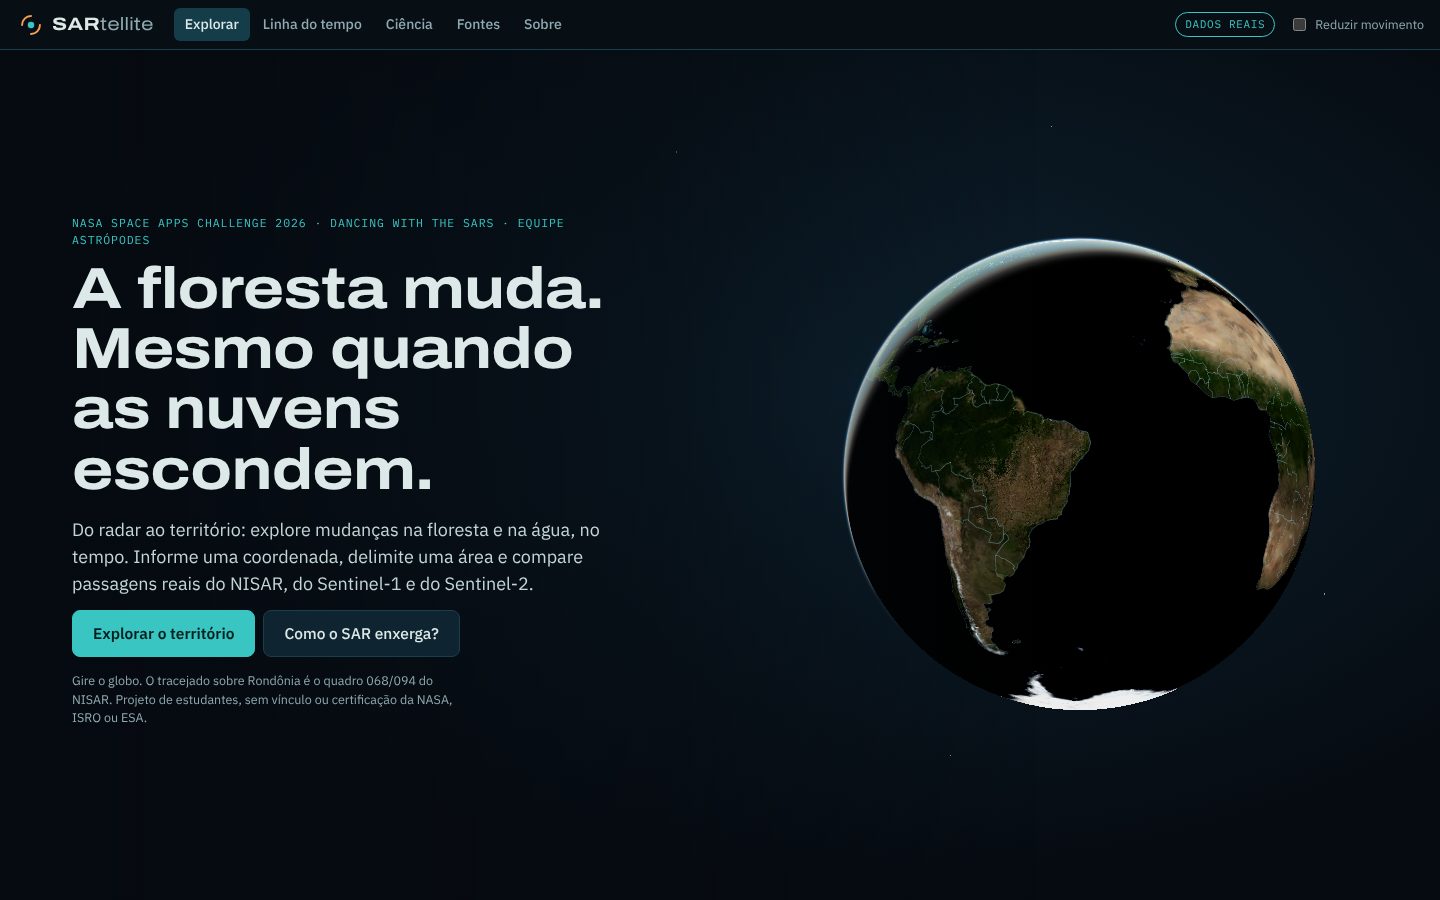 SARtellite
Explorar
Linha do tempo
Ciência
Fontes
Sobre
DADOS REAIS
Reduzir movimento
NASA SPACE APPS CHALLENGE 2026 · DANCING WITH THE SARS · EQUIPE
ASTRÓPODES
A floresta muda.
Mesmo quando
as nuvens
escondem.
Do radar ao território: explore mudanças na floresta e na água, no
tempo. Informe uma coordenada, delimite uma área e compare
passagens reais do NISAR, do Sentinel-1 e do Sentinel-2.
Explorar o território
Como o SAR enxerga?
Gire o globo. O tracejado sobre Rondônia é o quadro 068/094 do
NISAR. Projeto de estudantes, sem vínculo ou certificação da NASA,
ISRO ou ESA.